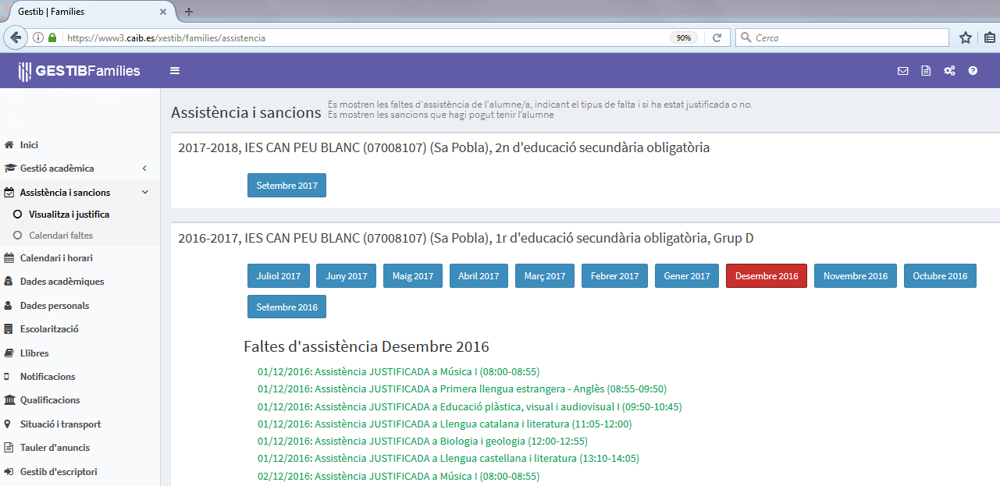 Gestib | Famílies
https://www3.caib.es/xestib/families/assistencia
90%
Cerca
GESTIBFamílies
Inici
Gestió acadèmica
Assistència i sancions
Visualitza i justifica
Calendari faltes
Calendari i horari
Dades acadèmiques
Dades personals
Escolarització
Llibres
Notificacions
Qualificacions
Situació i transport
Tauler d'anuncis
Gestib d'escriptori
Assistència i sancions
Es mostren les faltes d'assistència de l'alumne/a, indicant el tipus de falta i si ha estat justificada o no.
Es mostren les sancions que hagi pogut tenir l'alumne
2017-2018, IES CAN PEU BLANC (07008107) (Sa Pobla), 2n d'educació secundària obligatòria
Setembre 2017
2016-2017, IES CAN PEU BLANC (07008107) (Sa Pobla), 1r d'educació secundària obligatòria, Grup D
Juliol 2017 Juny 2017 Maig 2017 Abril 2017 Març 2017 Febrer 2017 Gener 2017 Desembre 2016 Novembre 2016 Octubre 2016
Setembre 2016
Faltes d'assistència Desembre 2016
01/12/2016: Assistència JUSTIFICADA a Música I (08:00-08:55)
01/12/2016: Assistència JUSTIFICADA a Primera llengua estrangera - Anglès (08:55-09:50)
01/12/2016: Assistència JUSTIFICADA a Educació plàstica, visual i audiovisual I (09:50-10:45)
01/12/2016: Assistència JUSTIFICADA a Llengua catalana i literatura (11:05-12:00)
01/12/2016: Assistència JUSTIFICADA a Biologia i geologia (12:00-12:55)
01/12/2016: Assistència JUSTIFICADA a Llengua castellana i literatura (13:10-14:05)
02/12/2016: Assistència JUSTIFICADA a Música I (08:00-08:55)